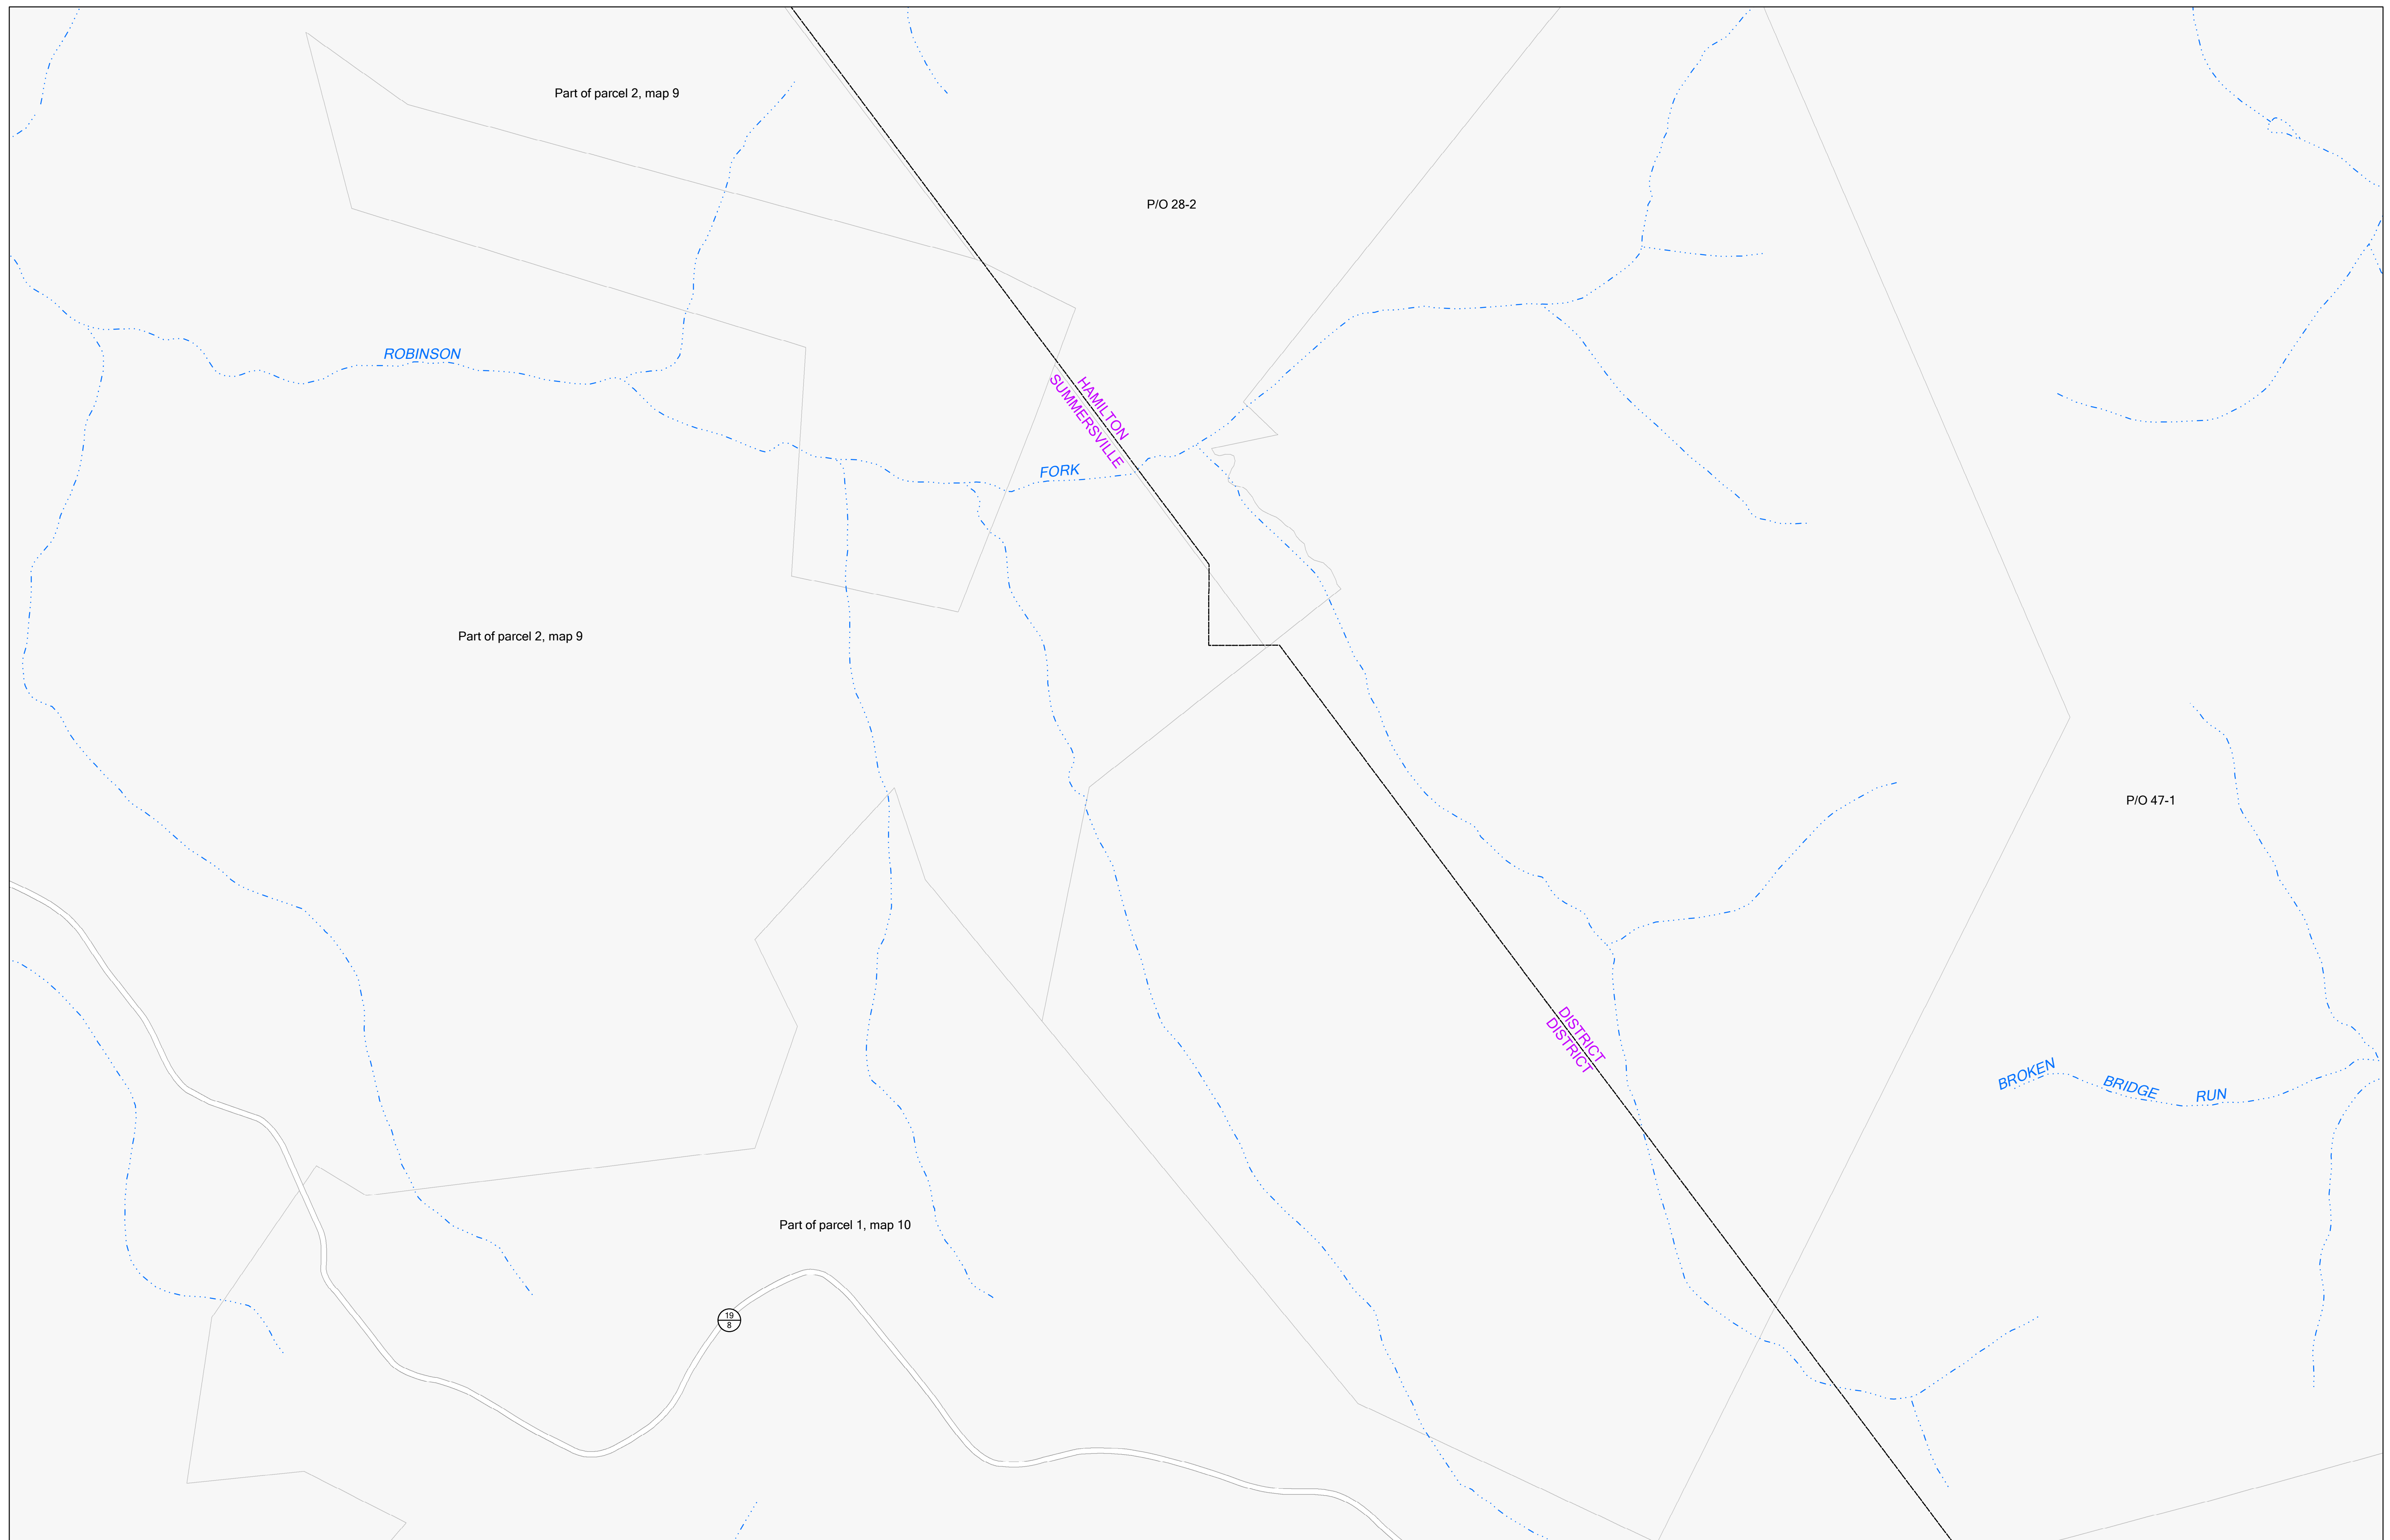 Part of parcel 2, map 9
P/O 28-2
ROBINSON
HAMILTON
SUMMERSVILLE
FORK
Part of parcel 2, map 9
P/O 47-1
DISTRICT
DISTRICT
BROKEN
BRIDGE
RUN
Part of parcel 1, map 10
19
8